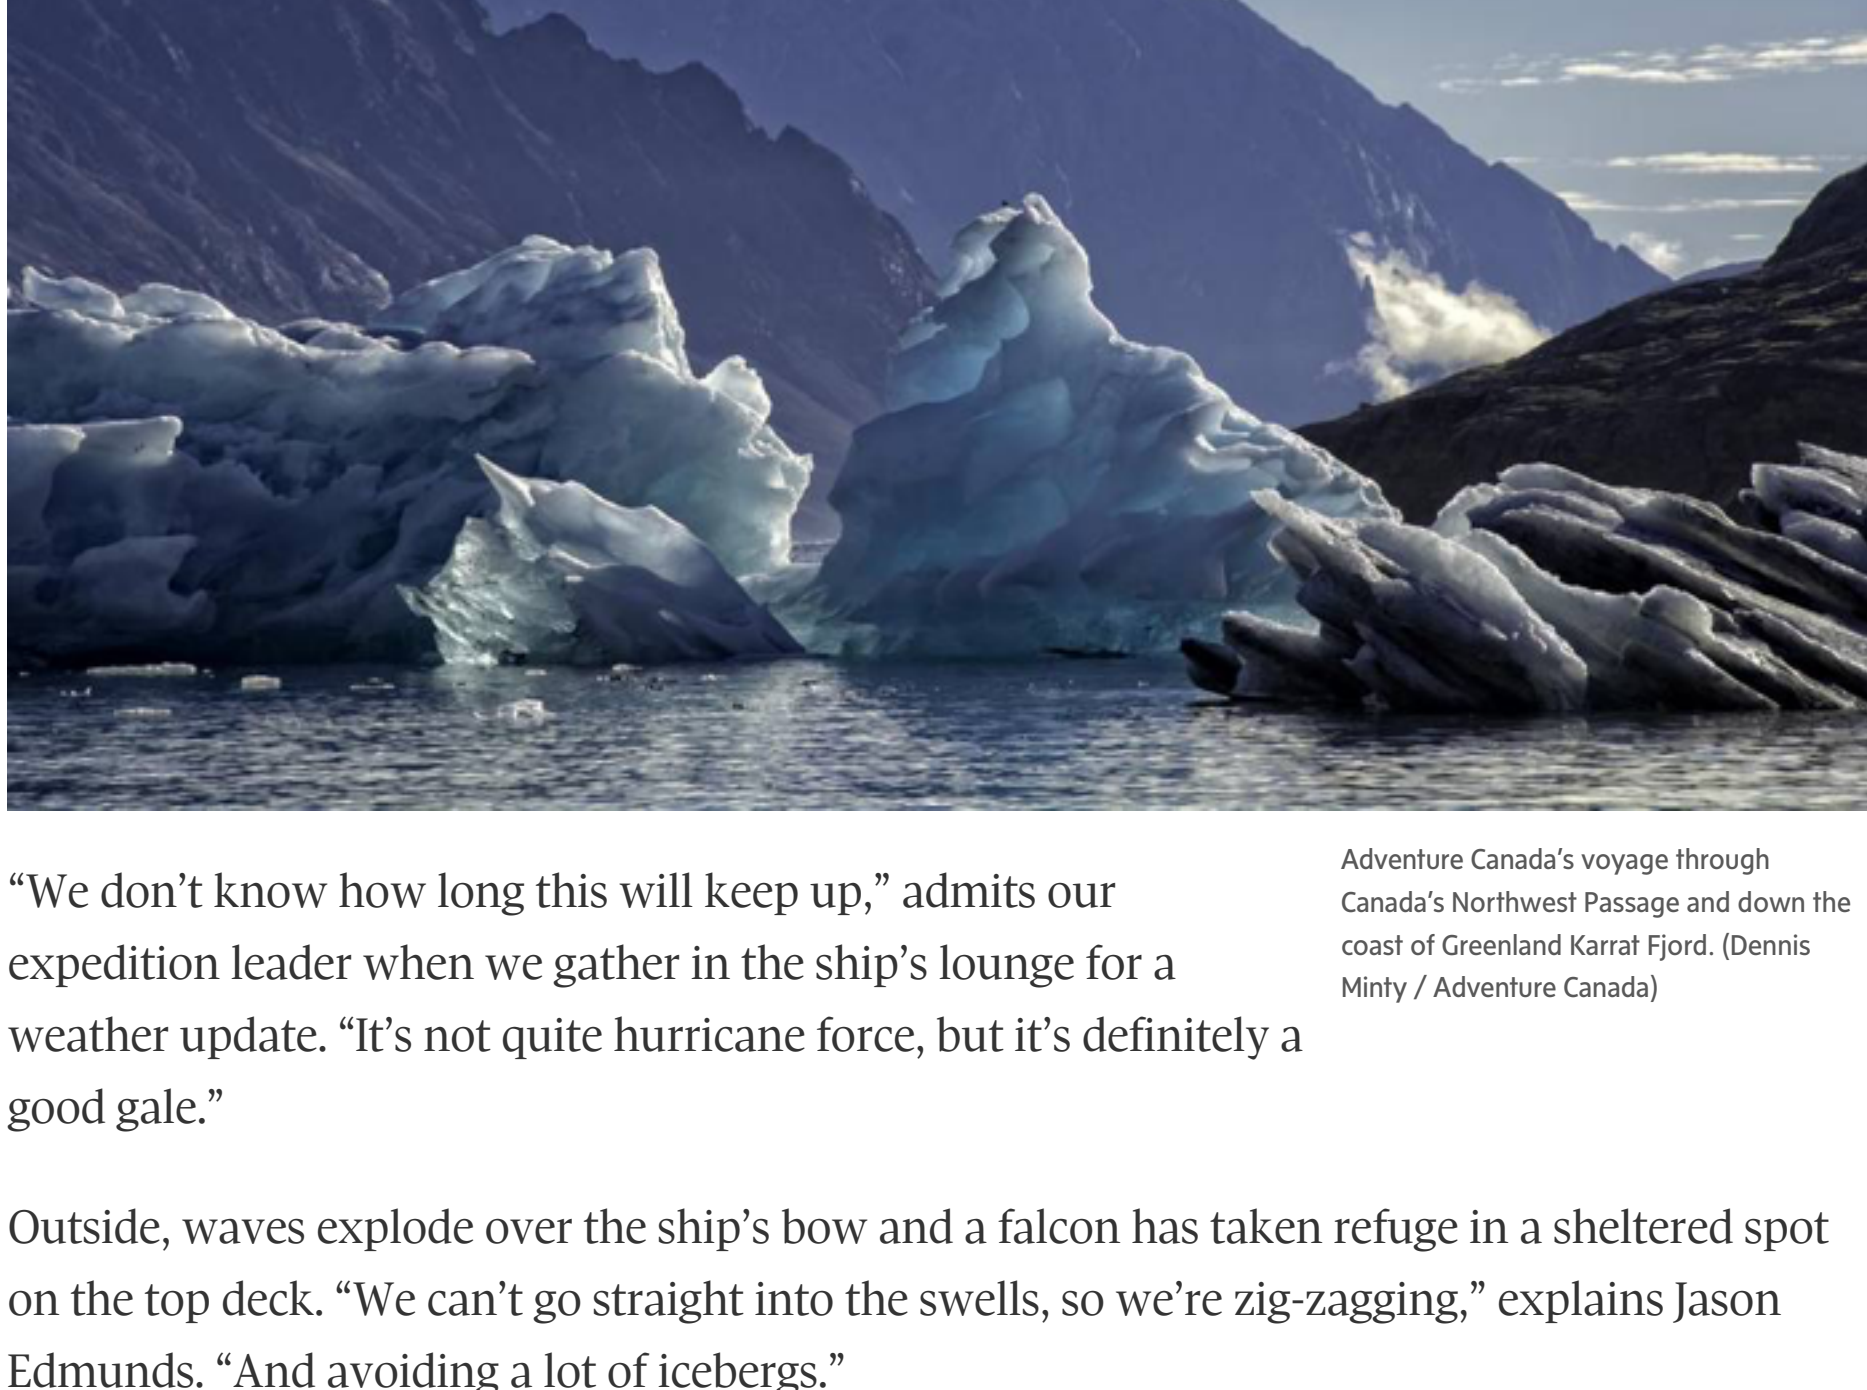 “We don’t know how long this will keep up,” admits our
expedition leader when we gather in the ship’s lounge for a
weather update. “It’s not quite hurricane force, but it’s definitely a
good gale.”
Adventure Canada’s voyage through
Canada’s Northwest Passage and down the
coast of Greenland Karrat Fjord. (Dennis
Minty / Adventure Canada)
Outside, waves explode over the ship’s bow and a falcon has taken refuge in a sheltered spot
on the top deck. “We can’t go straight into the swells, so we’re zig-zagging,” explains Jason
Edmunds. “And avoiding a lot of icebergs.”